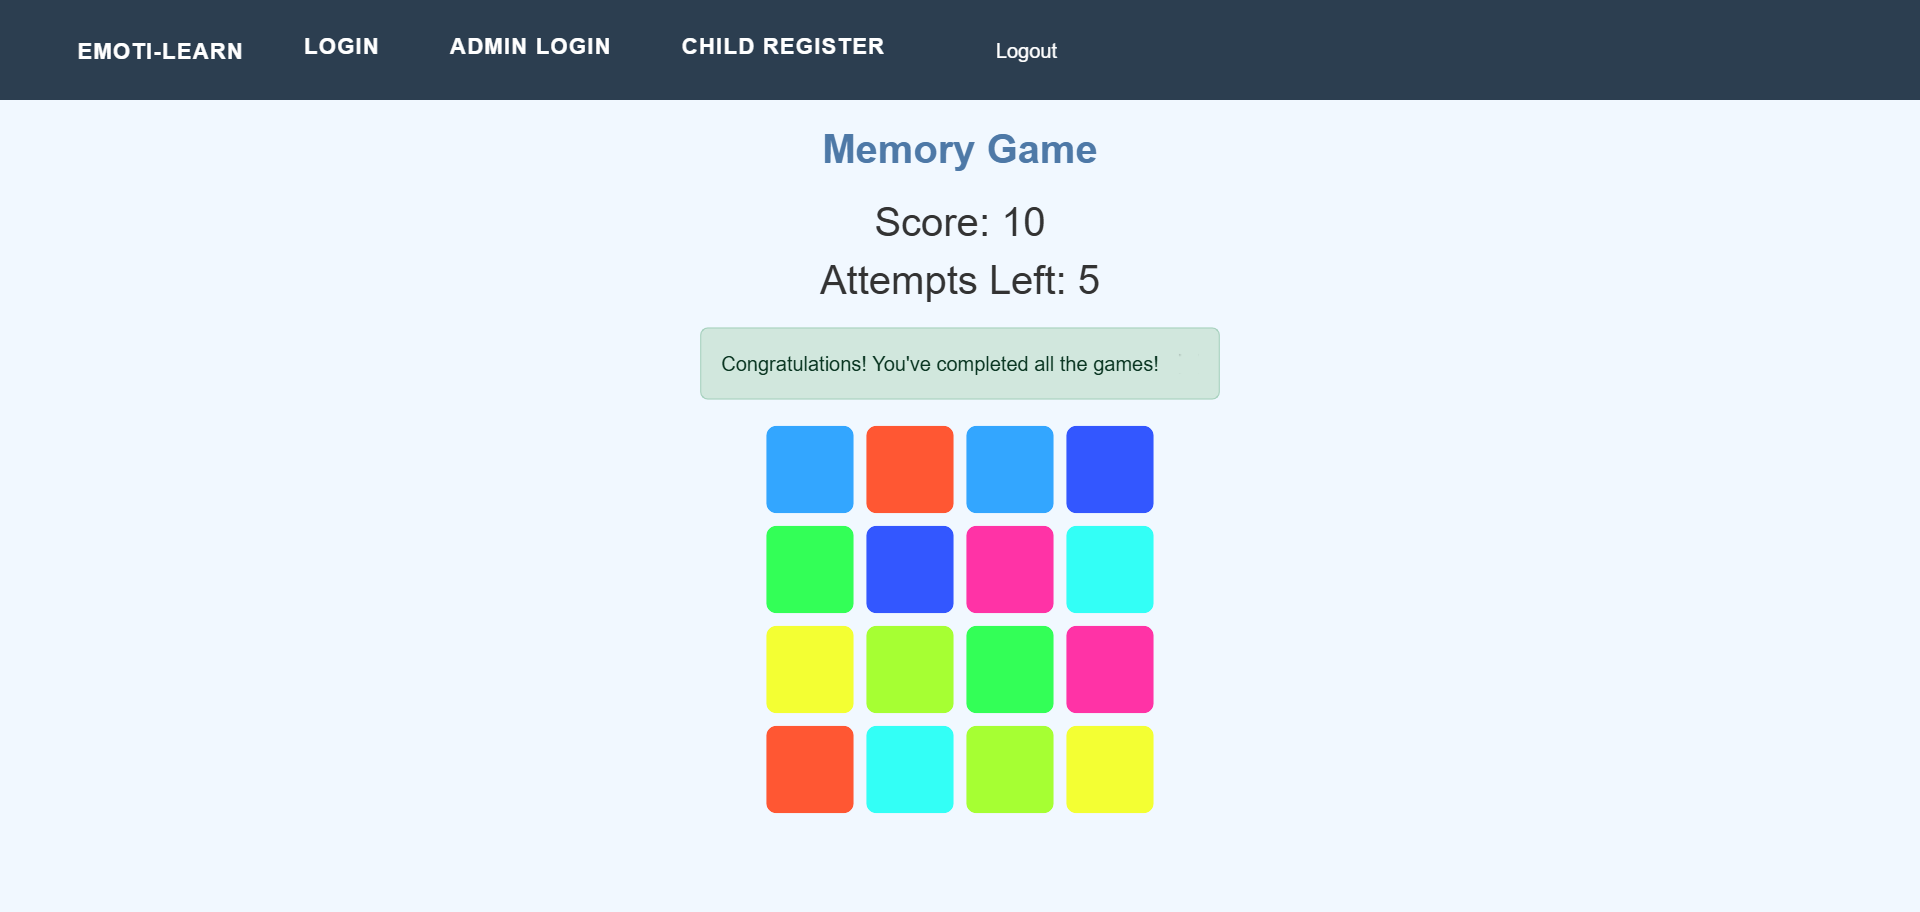 EMOTI-LEARN LOGIN ADMIN LOGIN CHILD REGISTER Logout
Memory Game
Score: 10
Attempts Left: 5
Congratulations! You've completed all the games!